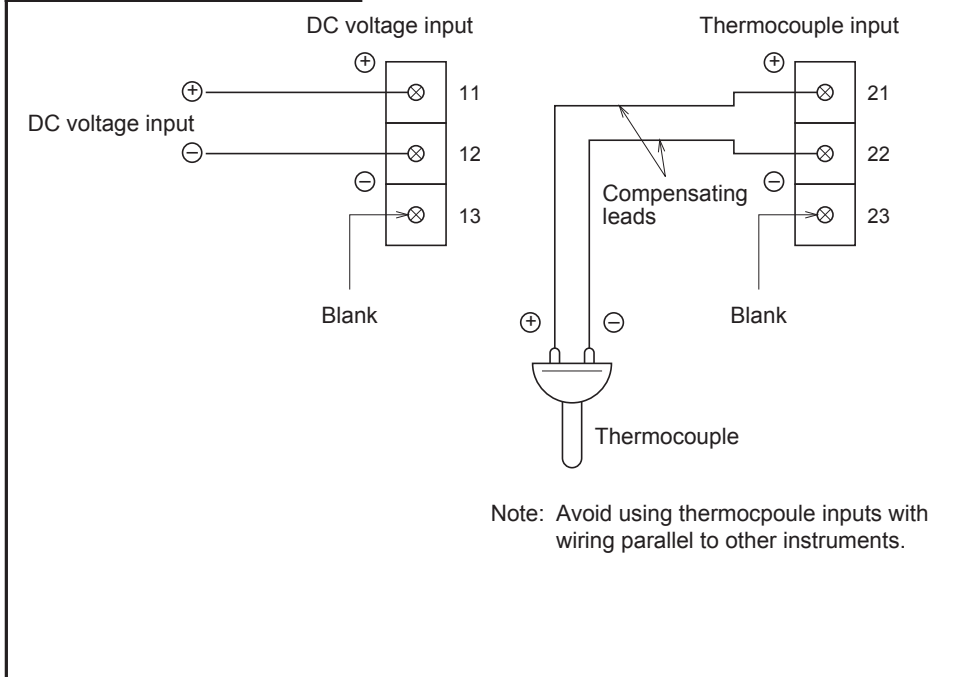 DC voltage input
⊕
⊕
11
DC voltage input
⊖
12
⊖
13
Blank
Thermocouple input
⊕
21
22
⊖
Compensating
leads
23
Blank
⊕
⊖
Thermocouple
Note: Avoid using thermocpoule inputs with
wiring parallel to other instruments.